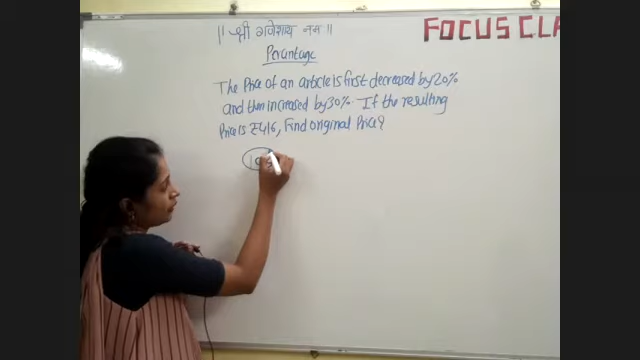 || श्री गणेशाय नमः ||
FOCUS CLA
Percentage
The Price of an article is first decreased by 20%
and then increased by 30%. If the resulting
Price is ₹416, Find original Price?